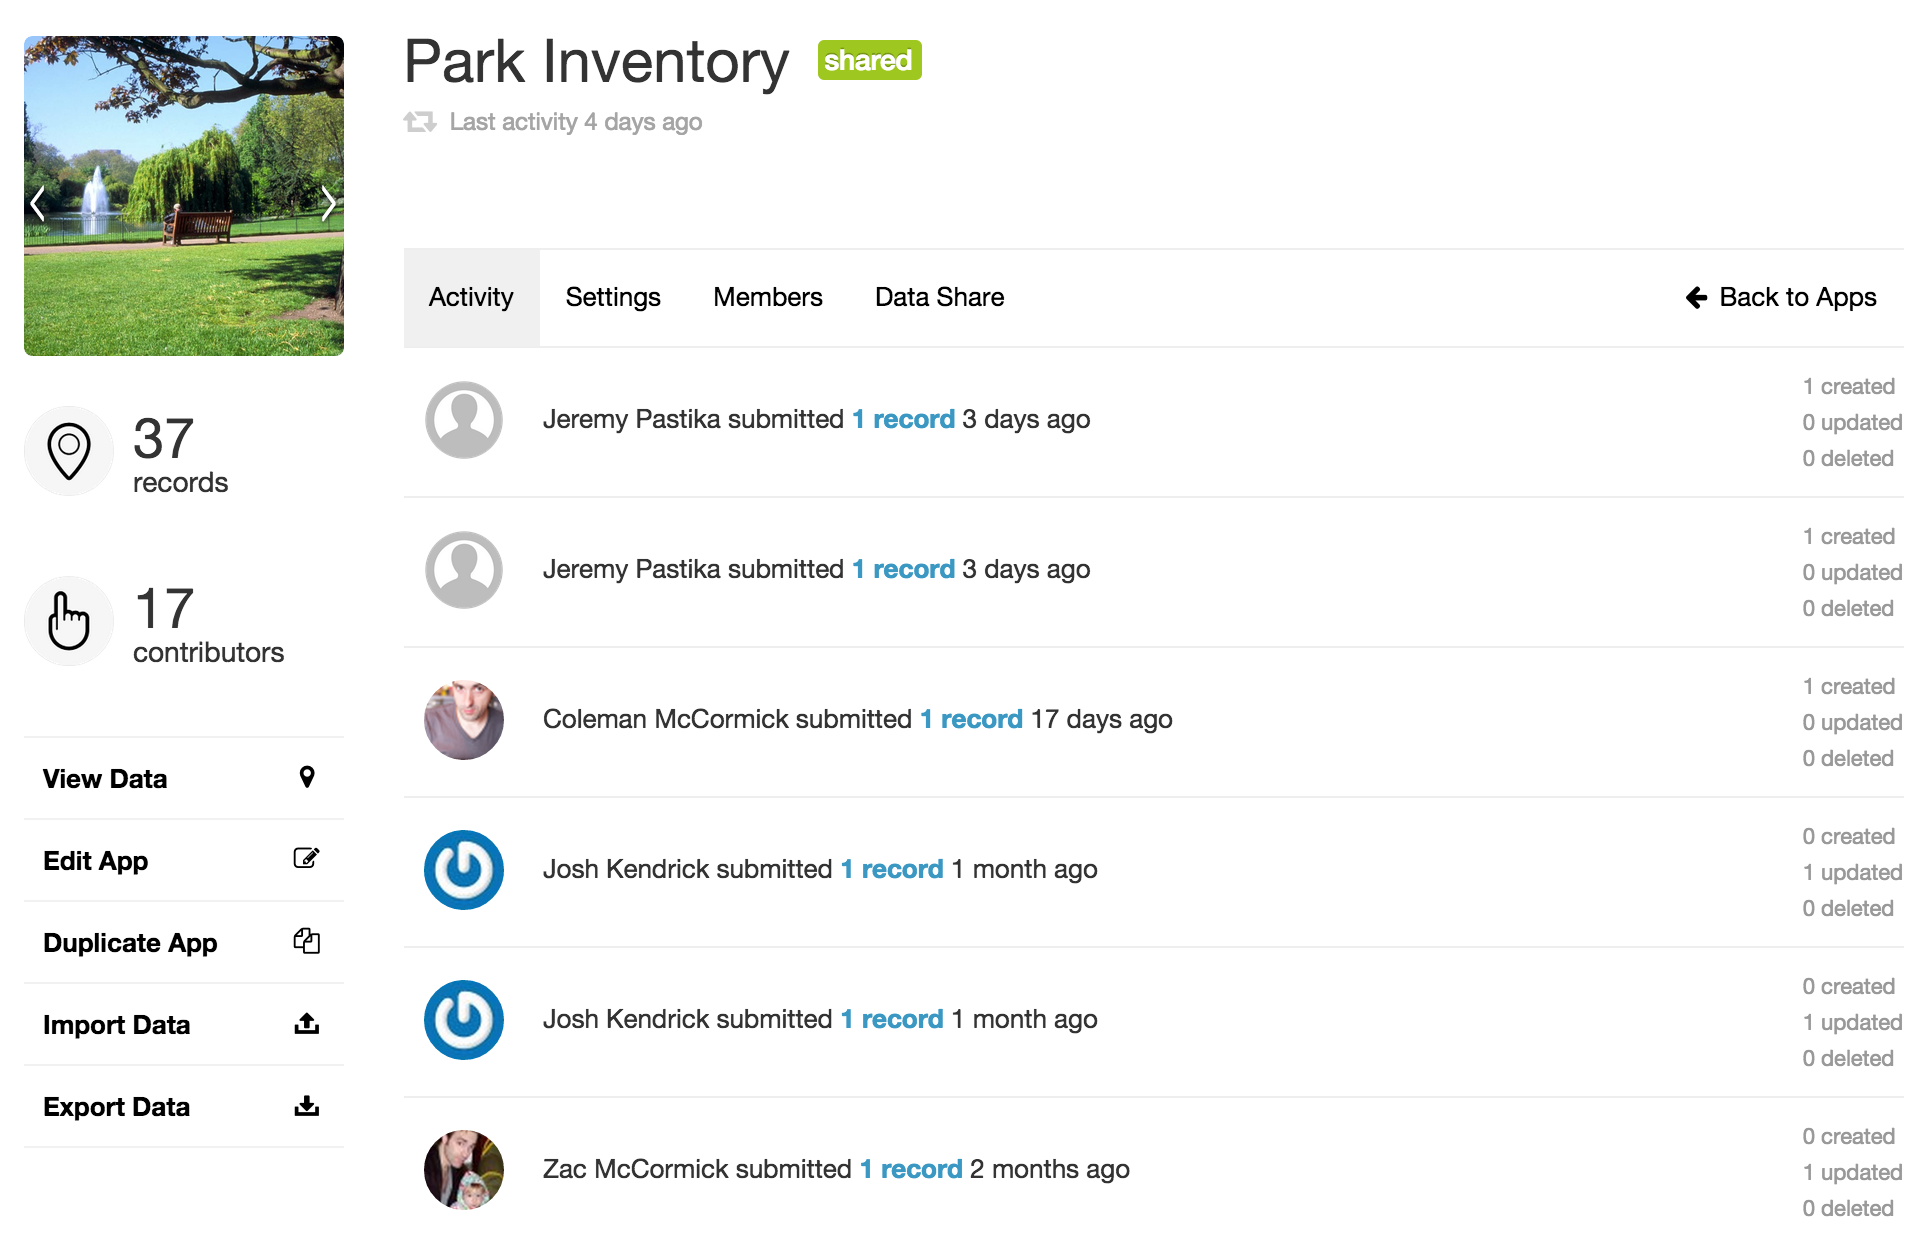 Park Inventory shared
Last activity 4 days ago
37
records
17
contributors
View Data
Edit App
Duplicate App
Import Data
Export Data
Activity Settings Members Data Share Back to Apps
Jeremy Pastika submitted 1 record 3 days ago
1 created
0 updated
0 deleted
Jeremy Pastika submitted 1 record 3 days ago
1 created
0 updated
0 deleted
Coleman McCormick submitted 1 record 17 days ago
1 created
0 updated
0 deleted
Josh Kendrick submitted 1 record 1 month ago
0 created
1 updated
0 deleted
Josh Kendrick submitted 1 record 1 month ago
0 created
1 updated
0 deleted
Zac McCormick submitted 1 record 2 months ago
0 created
1 updated
0 deleted